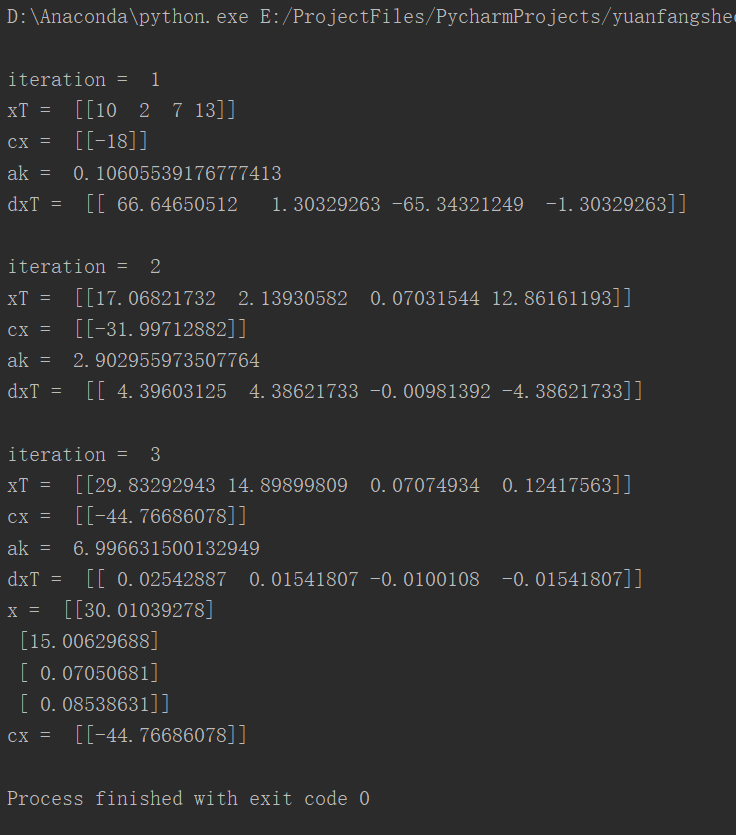 D:\Anaconda\python.exe E:/ProjectFiles/PycharmProjects/yuanfangshe
iteration =  1
xT =  [[10  2  7 13]]
cx =  [[-18]]
ak =  0.10605539176777413
dxT =  [[ 66.64650512   1.30329263 -65.34321249  -1.30329263]]
iteration =  2
xT =  [[17.06821732  2.13930582  0.07031544 12.86161193]]
cx =  [[-31.99712882]]
ak =  2.902955973507764
dxT =  [[ 4.39603125  4.38621733 -0.00981392 -4.38621733]]
iteration =  3
xT =  [[29.83292943 14.89899809  0.07074934  0.12417563]]
cx =  [[-44.76686078]]
ak =  6.996631500132949
dxT =  [[ 0.02542887  0.01541807 -0.0100108  -0.01541807]]
x =  [[30.01039278]
 [15.00629688]
 [ 0.07050681]
 [ 0.08538631]]
cx =  [[-44.76686078]]
Process finished with exit code 0